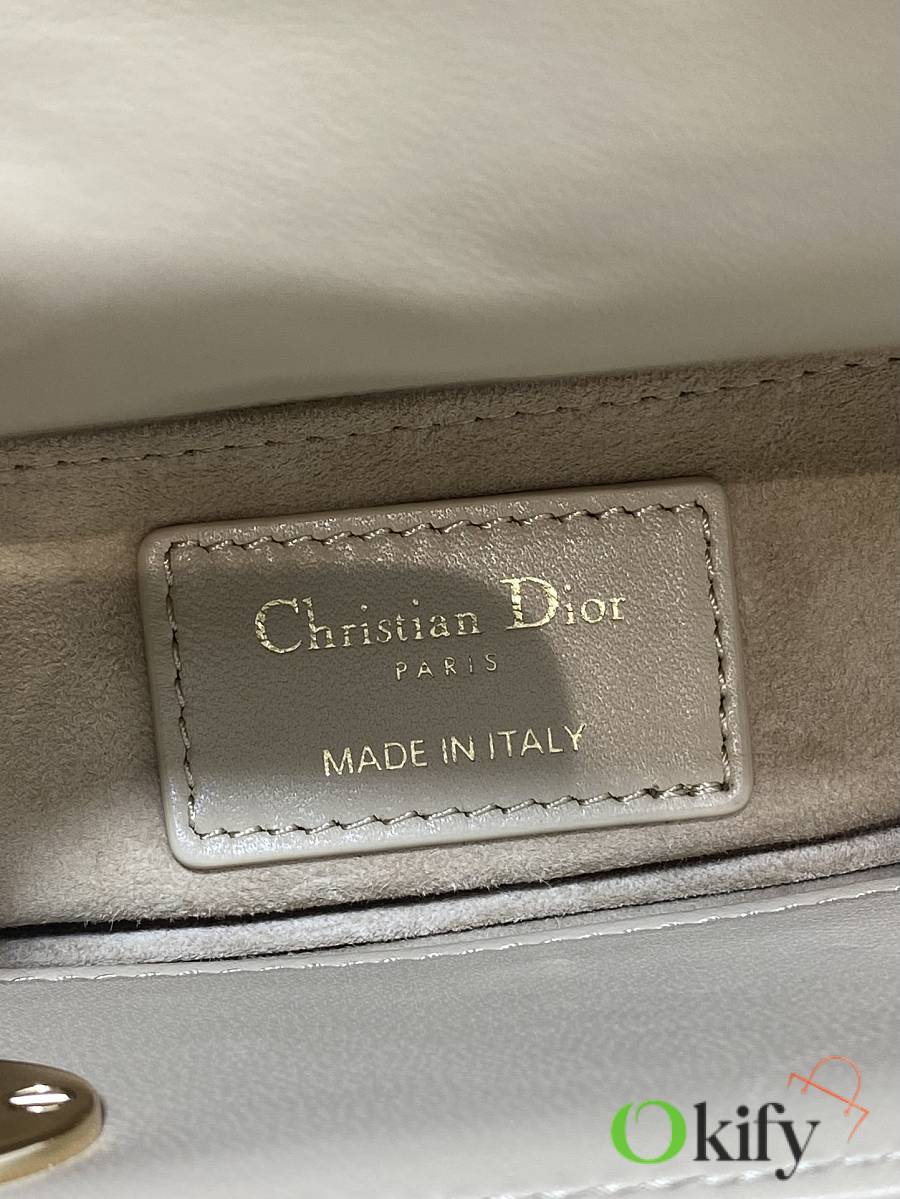 Christian Dior
PARIS
MADE IN ITALY
Okify